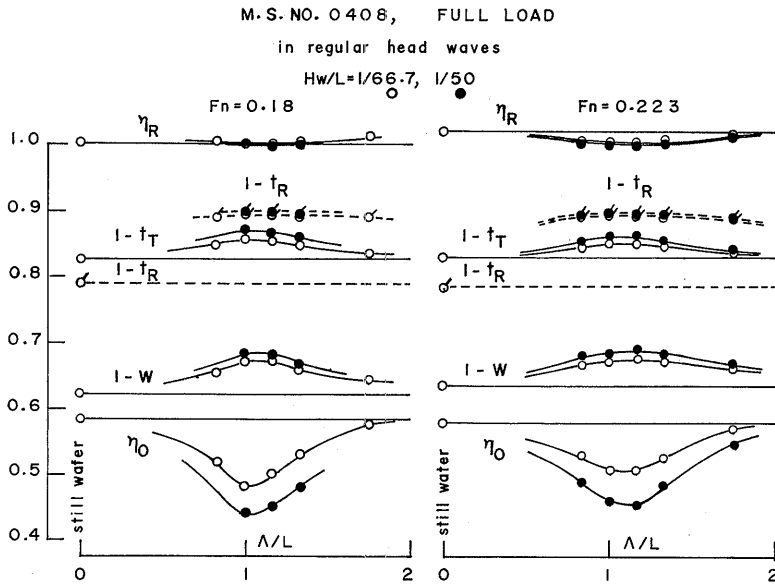 M.S.NO. 0408, FULL LOAD
in regular head waves
Hw/L=1/66.7, 1/50
Fn=0.18
Fn=0.223
ηR
ηR
1.0
0.9
0.8
0.7
0.6
0.5
0.4
1-tR
1-tT
1-tR
1-W
ηO
still water
Λ/L
0 1 2
1-tR
1-tT
1-tR
1-W
ηO
still water
Λ/L
0 1 2